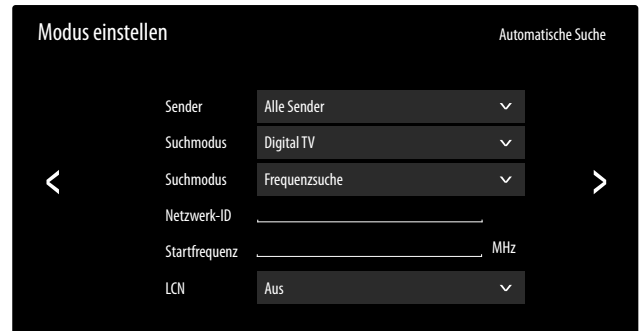 Modus einstellen Automatische Suche
Sender Alle Sender
Suchmodus Digital TV
Suchmodus Frequenzsuche
Netzwerk-ID
Startfrequenz MHz
LCN Aus